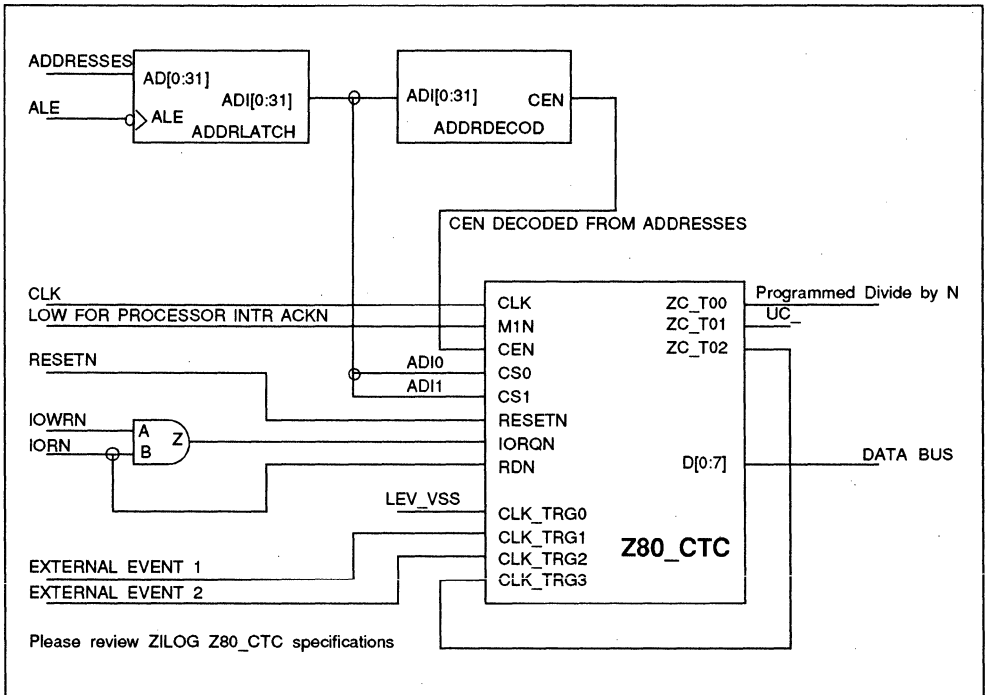 ADDRESSES
AD[0:31]
ADI[0:31]
ALE
ALE
ADDRLATCH
ADI[0:31]
CEN
ADDRDECOD
CEN DECODED FROM ADDRESSES
CLK
LOW FOR PROCESSOR INTR ACKN
RESETN
ADI0
ADI1
IOWRN
IORN
A
B
Z
LEV_VSS
EXTERNAL EVENT 1
EXTERNAL EVENT 2
CLK
M1N
CEN
CS0
CS1
RESETN
IORQN
RDN
CLK_TRG0
CLK_TRG1
CLK_TRG2
CLK_TRG3
ZC_T00
ZC_T01
ZC_T02
D[0:7]
Z80_CTC
Programmed Divide by N
UC_
DATA BUS
Please review ZILOG Z80_CTC specifications